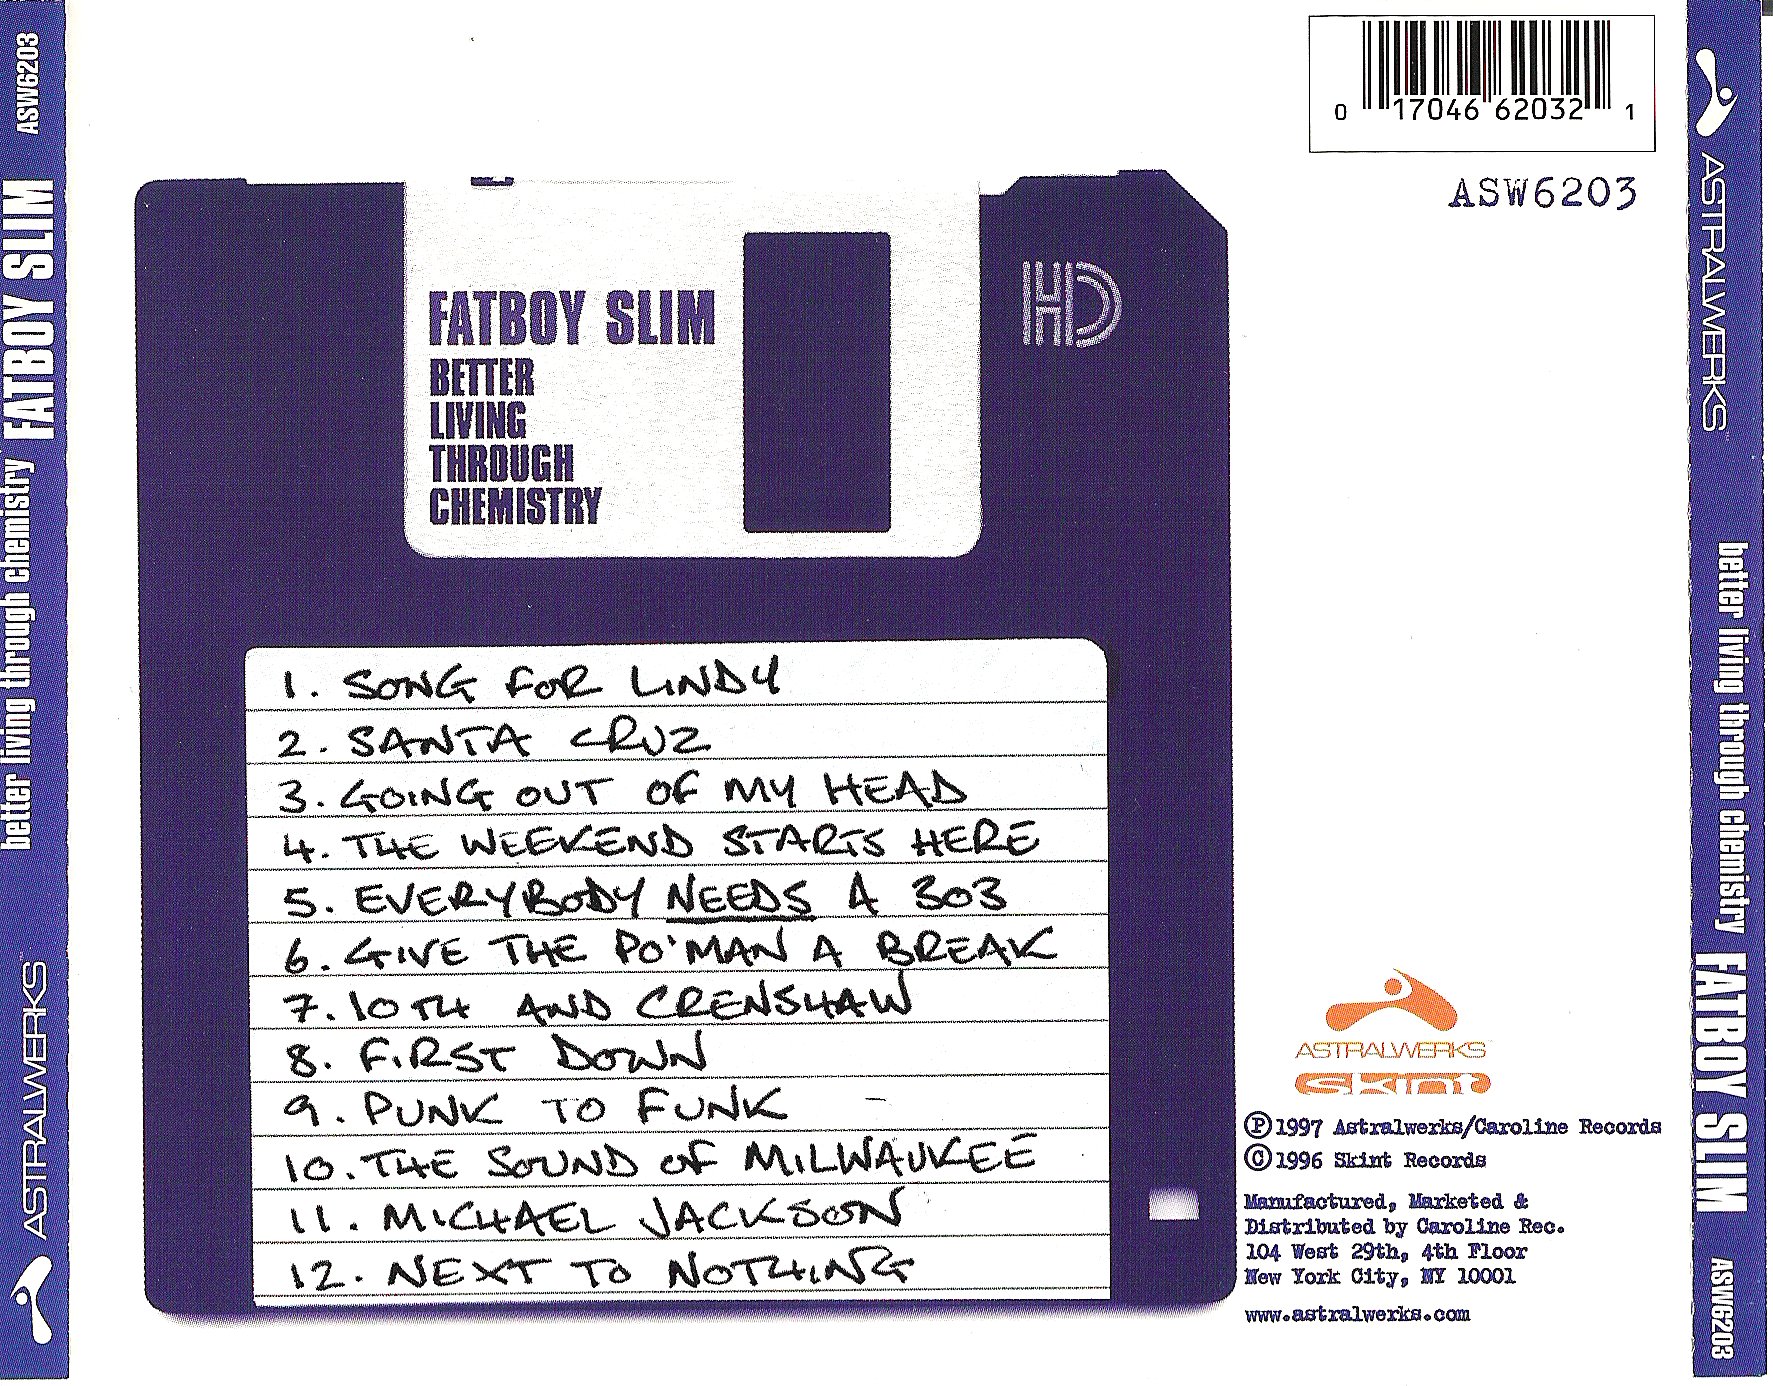 ASW6203
FATBOY SLIM
better living through chemistry
ASTRALWERKS
0 17046 62032 1
ASW6203
HD
FATBOY SLIM
BETTER
LIVING
THROUGH
CHEMISTRY
1. SONG FOR LINDY
2. SANTA CRUZ
3. GOING OUT OF MY HEAD
4. THE WEEKEND STARTS HERE
5. EVERYBODY NEEDS A 303
6. GIVE THE PO'MAN A BREAK
7. 10TH AND CRENSHAW
8. FIRST DOWN
9. PUNK TO FUNK
10. THE SOUND OF MILWAUKEE
11. MICHAEL JACKSON
12. NEXT TO NOTHING
ASTRALWERKS
skint
℗1997 Astralwerks/Caroline Records
©1996 Skint Records
Manufactured, Marketed &
Distributed by Caroline Rec.
104 West 29th, 4th Floor
New York City, NY 10001
www.astralwerks.com
ASTRALWERKS
better living through chemistry
FATBOY SLIM
ASW6203